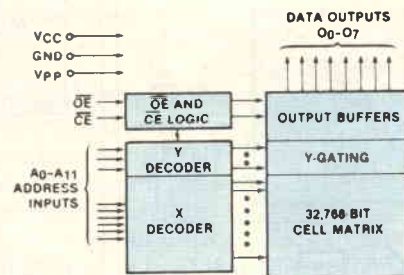 VCC
GND
VPP
DATA OUTPUTS
O0-O7
OE
CE
OE AND
CE LOGIC
OUTPUT BUFFERS
A0-A11
ADDRESS
INPUTS
Y
DECODER
Y-GATING
X
DECODER
32,768 BIT
CELL MATRIX